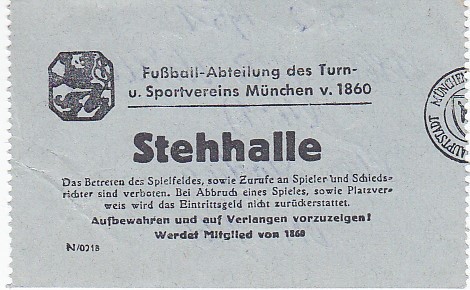 Fußball-Abteilung des Turn-
u. Sportvereins München v. 1860
Stehhalle
Das Betreten des Spielfeldes, sowie Zurufe an Spieler und Schieds-
richter sind verboten. Bei Abbruch eines Spieles, sowie Platzver-
weis wird das Eintrittsgeld nicht zurückerstattet.
Aufbewahren und auf Verlangen vorzuzeigen!
Werdet Mitglied von 1860
N/0218